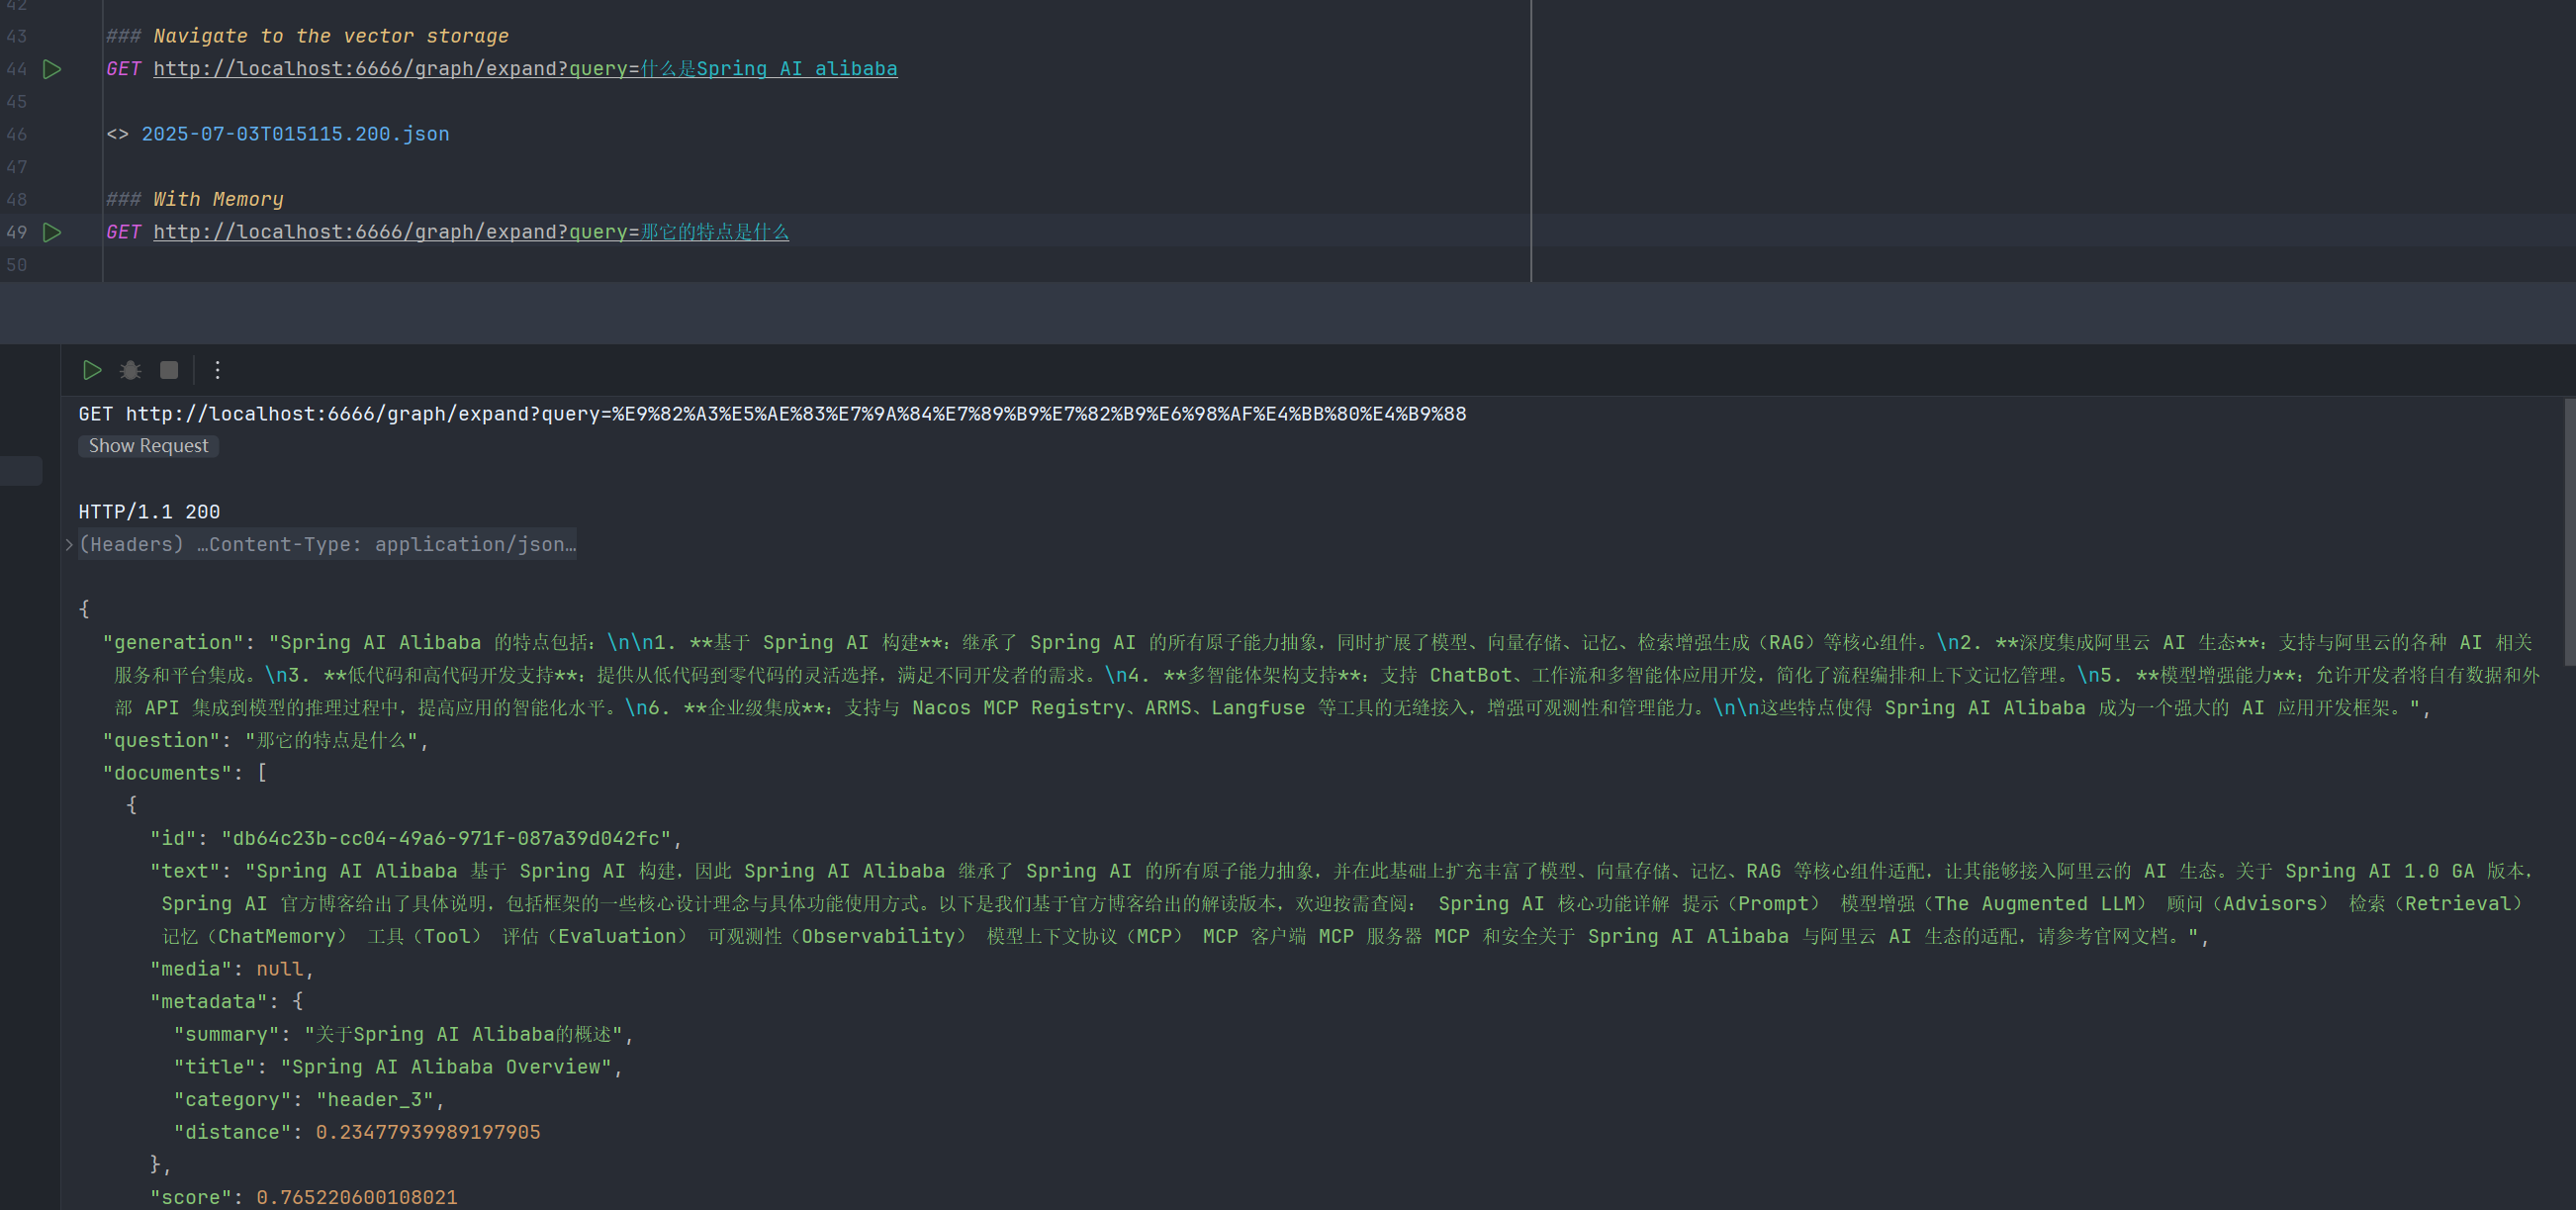 42
43 ### Navigate to the vector storage
44 GET http://localhost:6666/graph/expand?query=什么是Spring AI alibaba
45
46 <> 2025-07-03T015115.200.json
47
48 ### With Memory
49 GET http://localhost:6666/graph/expand?query=那它的特点是什么
50
GET http://localhost:6666/graph/expand?query=%E9%82%A3%E5%AE%83%E7%9A%84%E7%89%B9%E7%82%B9%E6%98%AF%E4%BB%80%E4%B9%88
Show Request
HTTP/1.1 200
(Headers) …Content-Type: application/json…
{
"generation": "Spring AI Alibaba 的特点包括：\n\n1. **基于 Spring AI 构建**：继承了 Spring AI 的所有原子能力抽象，同时扩展了模型、向量存储、记忆、检索增强生成（RAG）等核心组件。\n2. **深度集成阿里云 AI 生态**：支持与阿里云的各种 AI 相关
服务和平台集成。\n3. **低代码和高代码开发支持**：提供从低代码到零代码的灵活选择，满足不同开发者的需求。\n4. **多智能体架构支持**：支持 ChatBot、工作流和多智能体应用开发，简化了流程编排和上下文记忆管理。\n5. **模型增强能力**：允许开发者将自有数据和外
部 API 集成到模型的推理过程中，提高应用的智能化水平。\n6. **企业级集成**：支持与 Nacos MCP Registry、ARMS、Langfuse 等工具的无缝接入，增强可观测性和管理能力。\n\n这些特点使得 Spring AI Alibaba 成为一个强大的 AI 应用开发框架。",
"question": "那它的特点是什么",
"documents": [
{
"id": "db64c23b-cc04-49a6-971f-087a39d042fc",
"text": "Spring AI Alibaba 基于 Spring AI 构建，因此 Spring AI Alibaba 继承了 Spring AI 的所有原子能力抽象，并在此基础上扩充丰富了模型、向量存储、记忆、RAG 等核心组件适配，让其能够接入阿里云的 AI 生态。关于 Spring AI 1.0 GA 版本，
Spring AI 官方博客给出了具体说明，包括框架的一些核心设计理念与具体功能使用方式。以下是我们基于官方博客给出的解读版本，欢迎按需查阅： Spring AI 核心功能详解 提示（Prompt） 模型增强（The Augmented LLM） 顾问（Advisors） 检索（Retrieval）
记忆（ChatMemory） 工具（Tool） 评估（Evaluation） 可观测性（Observability） 模型上下文协议（MCP） MCP 客户端 MCP 服务器 MCP 和安全关于 Spring AI Alibaba 与阿里云 AI 生态的适配，请参考官网文档。",
"media": null,
"metadata": {
"summary": "关于Spring AI Alibaba的概述",
"title": "Spring AI Alibaba Overview",
"category": "header_3",
"distance": 0.23477939989197905
},
"score": 0.765220600108021